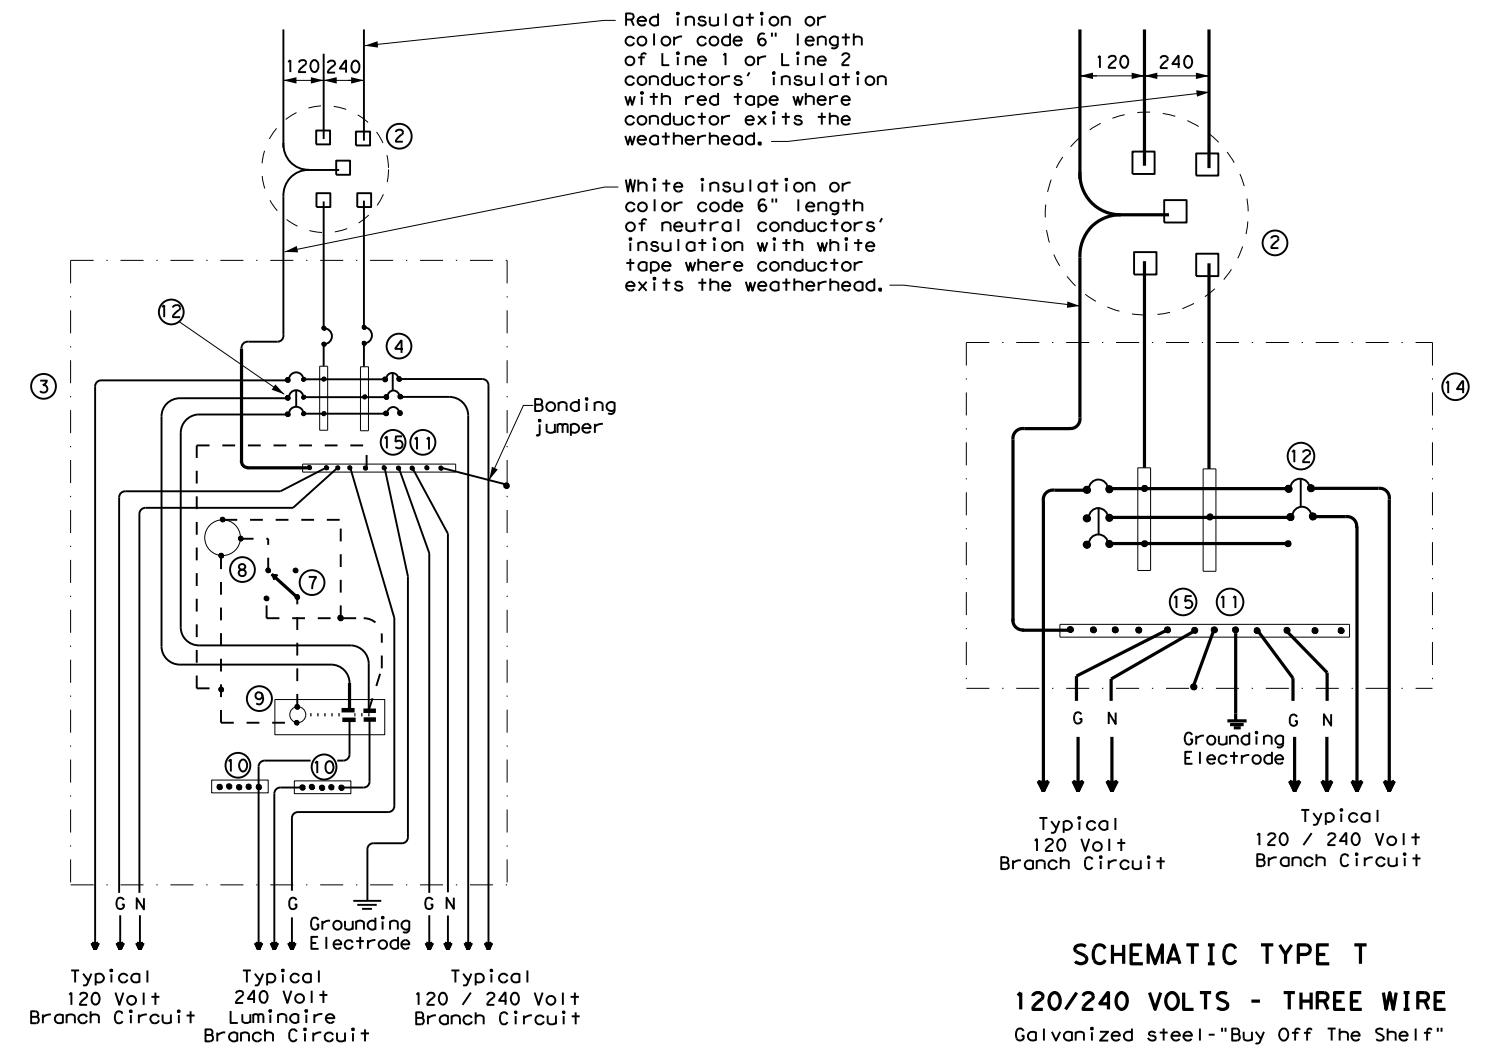 Red insulation or
color code 6" length
of Line 1 or Line 2
conductors' insulation
with red tape where
conductor exits the
weatherhead.
White insulation or
color code 6" length
of neutral conductors'
insulation with white
tape where conductor
exits the weatherhead.
120 240
2
12
4
3
Bonding
jumper
15 11
8
7
9
10
10
G N
G
Grounding
Electrode
G N
Typical
120 Volt
Branch Circuit
Typical
240 Volt
Luminaire
Branch Circuit
Typical
120 / 240 Volt
Branch Circuit
120 240
2
14
12
15 11
G N
Grounding
Electrode
G N
Typical
120 Volt
Branch Circuit
Typical
120 / 240 Volt
Branch Circuit
SCHEMATIC TYPE T
120/240 VOLTS - THREE WIRE
Galvanized steel-"Buy Off The Shelf"